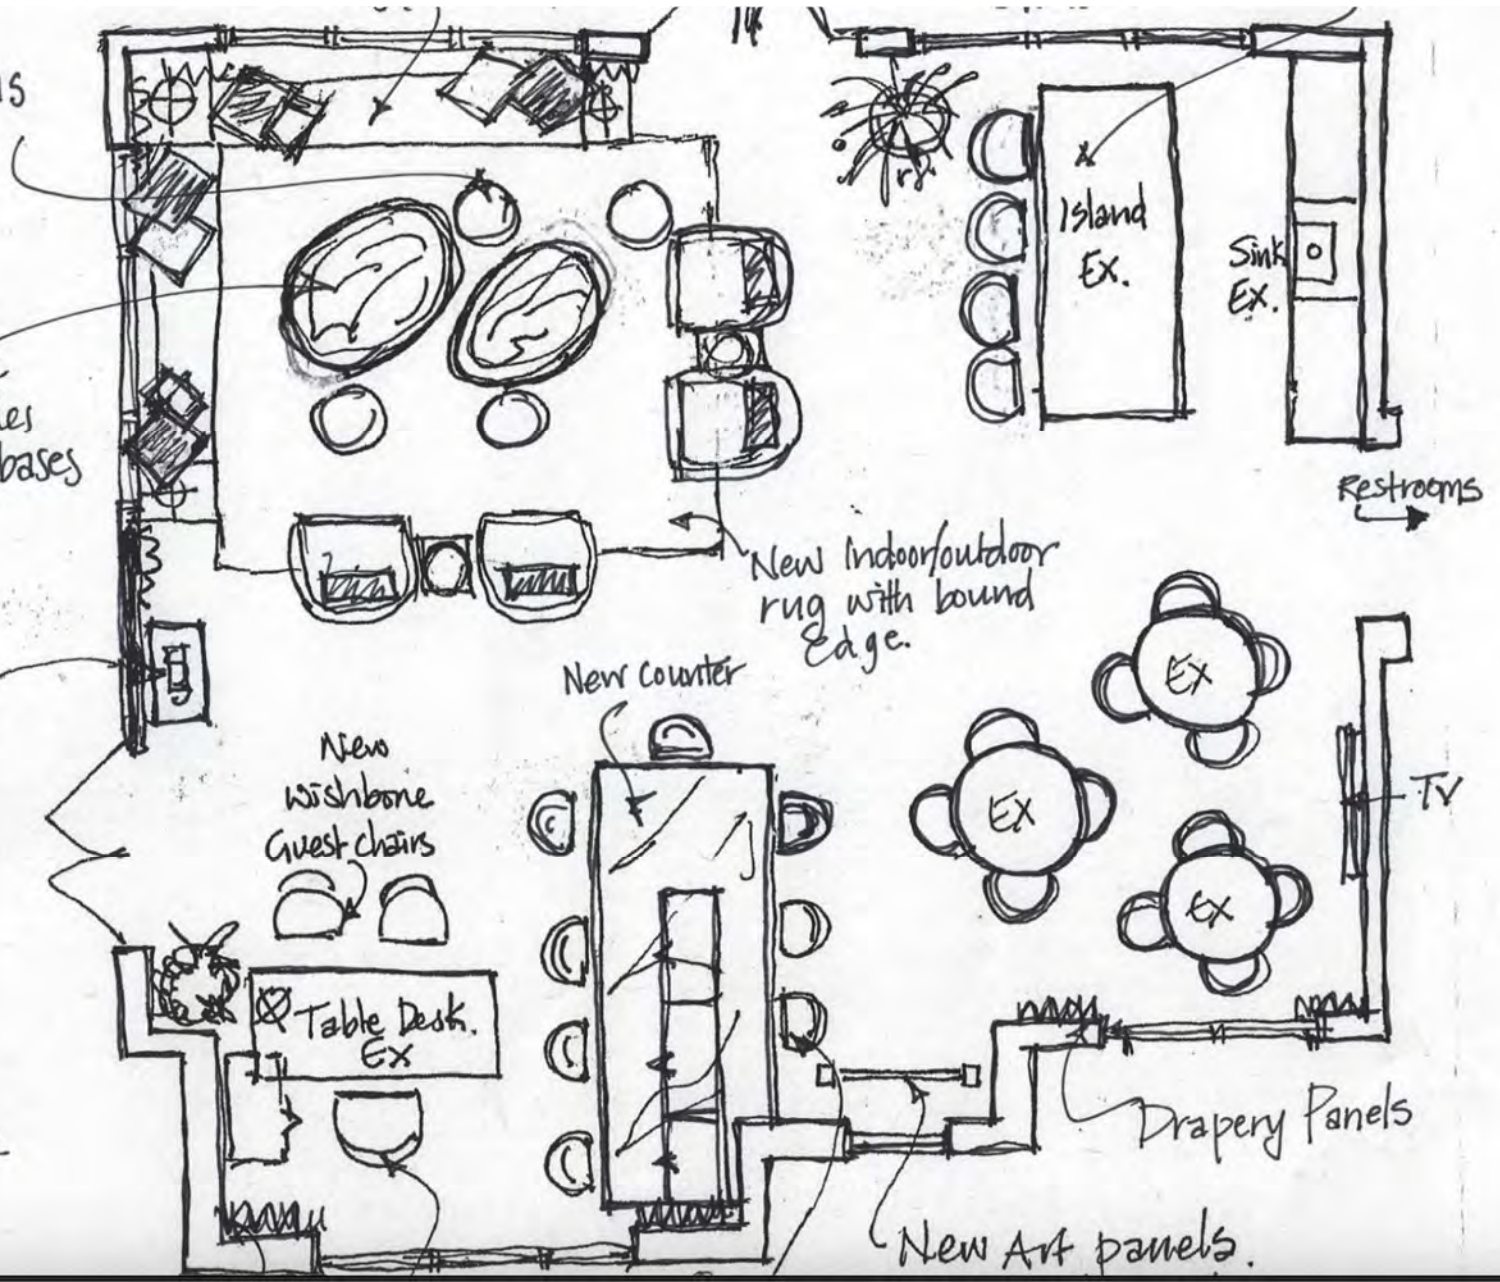 Island
Ex.
Sink
Ex.
bases
Restrooms
New Indoor/outdoor
rug with bound
Edge.
New Counter
Ex
New
Wishbone
Guest Chairs
Ex
TV
Ex
Table Desk.
Ex
Drapery Panels
New Art panels.